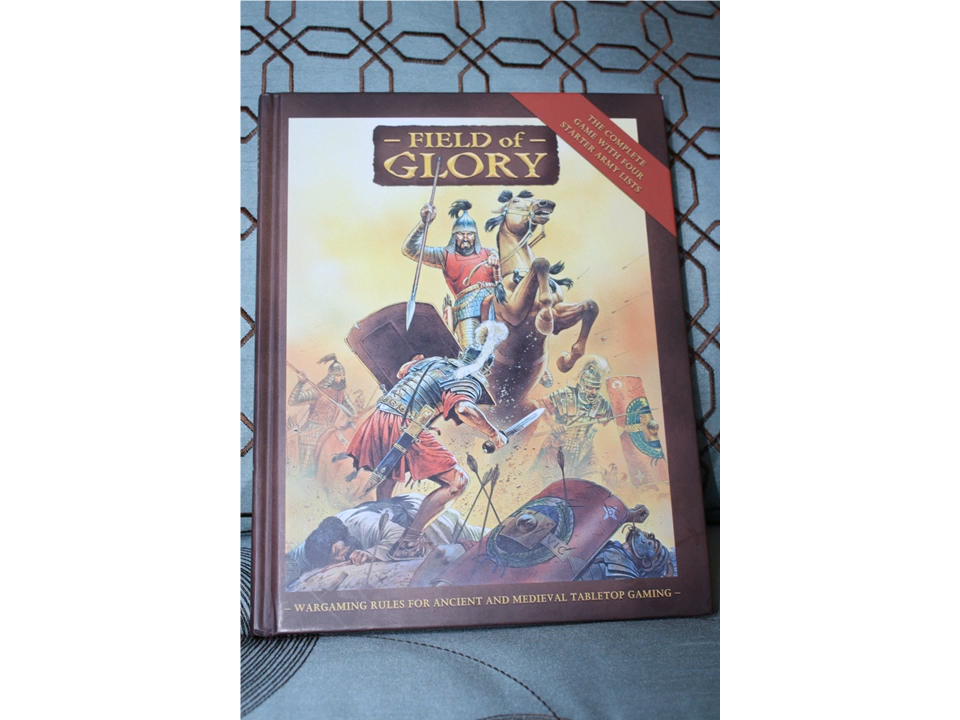 – FIELD of –
GLORY
THE COMPLETE
GAME WITH FOUR
STARTER ARMY LISTS
– WARGAMING RULES FOR ANCIENT AND MEDIEVAL TABLETOP GAMING –